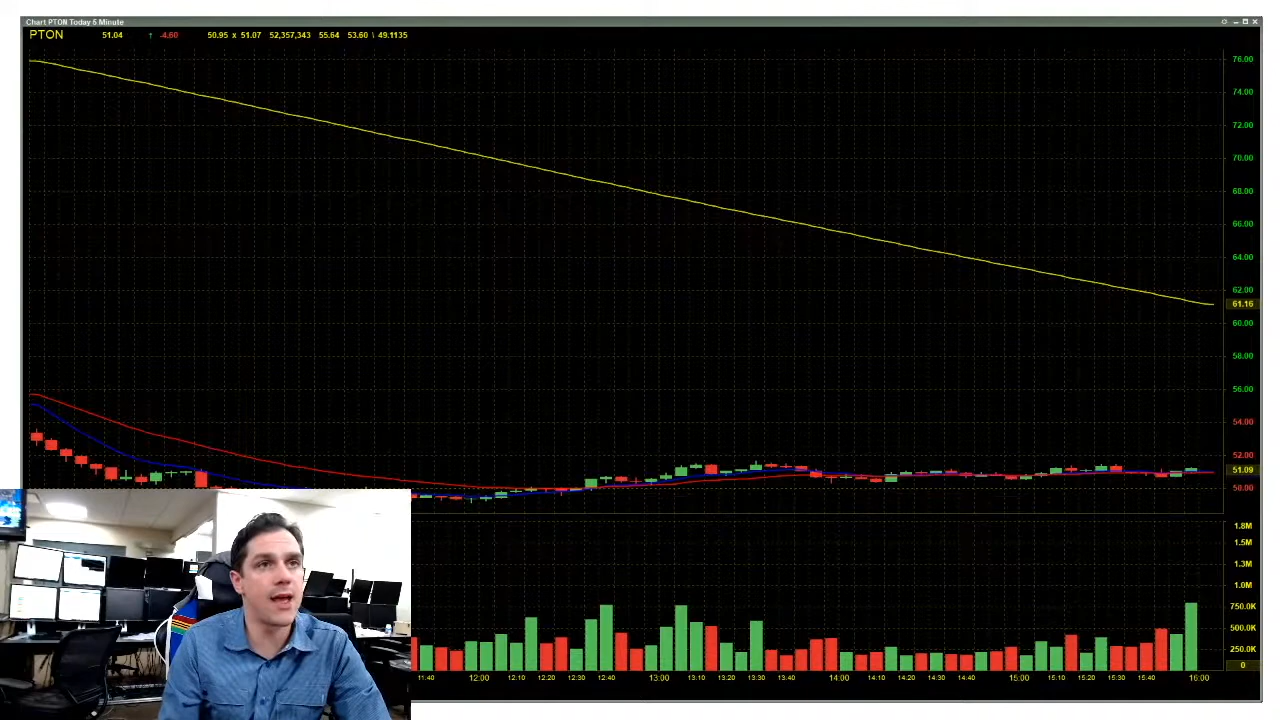 Chart PTON Today 5 Minute
PTON 51.04 ↑ -4.60 50.95 x 51.07 52,357,343 55.64 53.60 \ 49.1135
76.00
74.00
72.00
70.00
68.00
66.00
64.00
62.00
61.16
60.00
58.00
56.00
54.00
52.00
51.09
50.00
1.8M
1.5M
1.3M
1.0M
750.0K
500.0K
250.0K
0
11:40 12:00 12:10 12:20 12:30 12:40 13:00 13:10 13:20 13:30 13:40 14:00 14:10 14:20 14:30 14:40 15:00 15:10 15:20 15:30 15:40 16:00